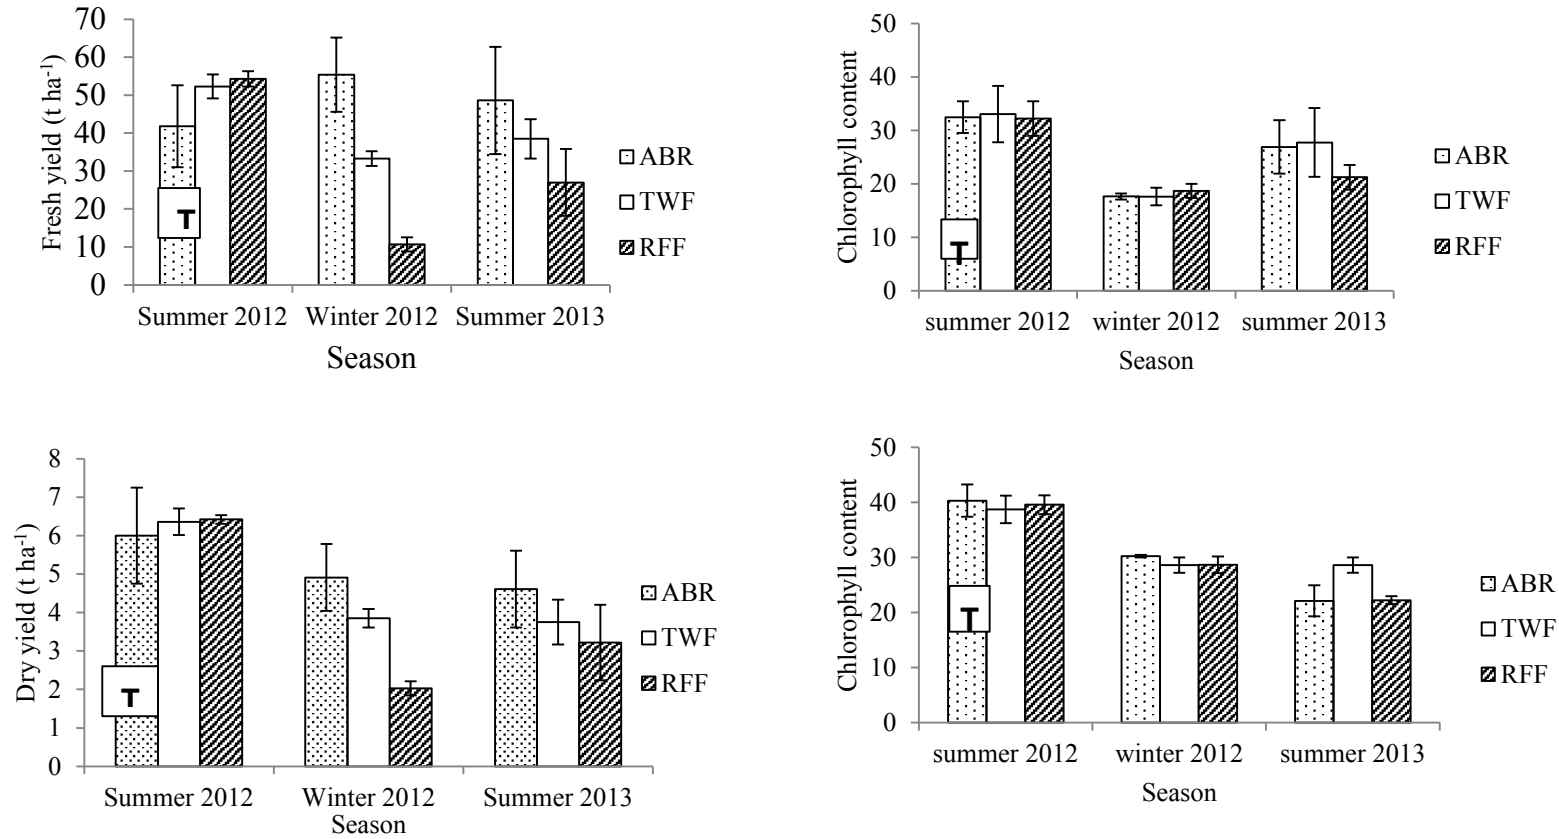 70
60
50
40
30
20
10
0
Fresh yield (t ha-1)
T
Summer 2012 Winter 2012 Summer 2013
Season
ABR
TWF
RFF
50
40
30
20
10
0
Chlorophyll content
T
summer 2012 winter 2012 summer 2013
Season
ABR
TWF
RFF
8
7
6
5
4
3
2
1
0
Dry yield (t ha-1)
T
Summer 2012 Winter 2012 Summer 2013
Season
ABR
TWF
RFF
50
40
30
20
10
0
Chlorophyll content
T
summer 2012 winter 2012 summer 2013
Season
ABR
TWF
RFF